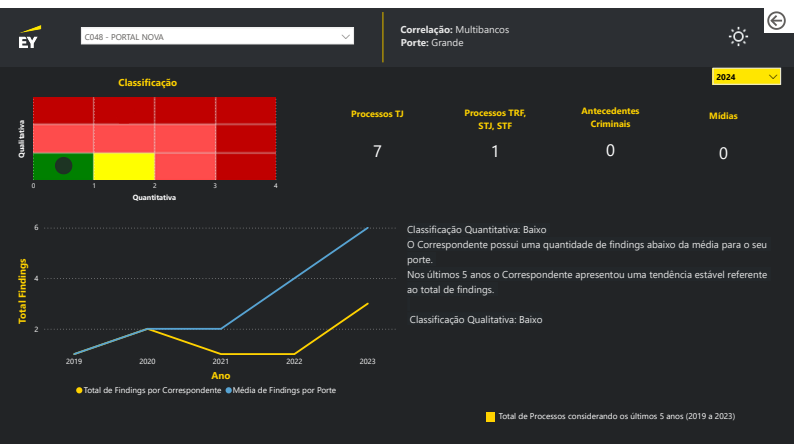 EY
C048 - PORTAL NOVA
Correlação: Multibancos
Porte: Grande
2024
Classificação
Qualitativa
0 1 2 3 4
Quantitativa
Processos TJ
7
Processos TRF,
STJ, STF
1
Antecedentes
Criminais
0
Mídias
0
Total Findings
6
4
2
2019 2020 2021 2022 2023
Ano
Total de Findings por Correspondente Média de Findings por Porte
Classificação Quantitativa: Baixo
O Correspondente possui uma quantidade de findings abaixo da média para o seu
porte.
Nos últimos 5 anos o Correspondente apresentou uma tendência estável referente
ao total de findings.
Classificação Qualitativa: Baixo
Total de Processos considerando os últimos 5 anos (2019 a 2023)